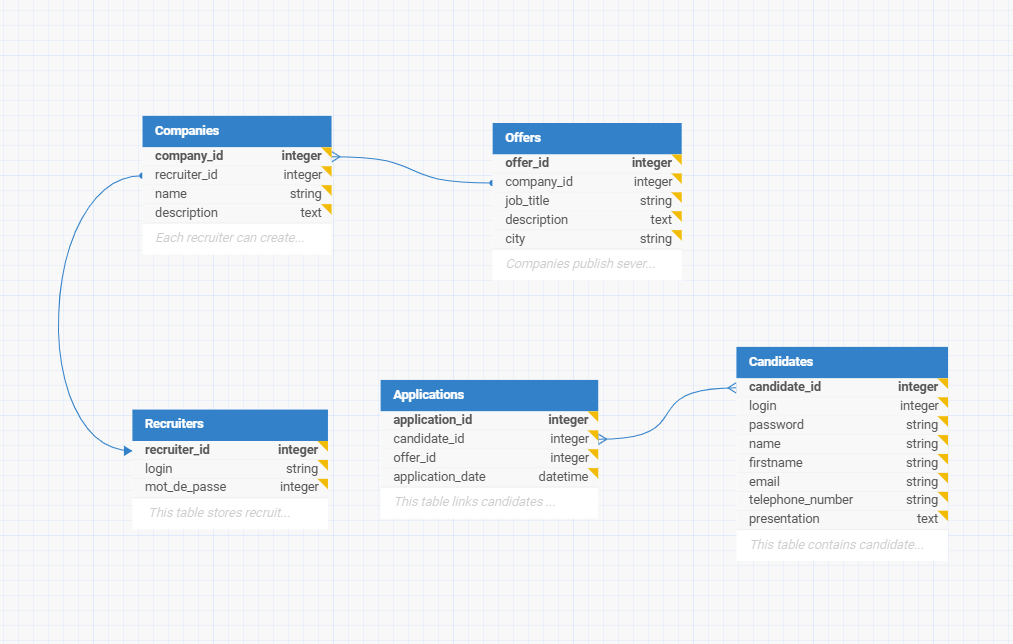 Companies
company_id integer
recruiter_id integer
name string
description text
Each recruiter can create...
Offers
offer_id integer
company_id integer
job_title string
description text
city string
Companies publish sever...
Recruiters
recruiter_id integer
login string
mot_de_passe integer
This table stores recruit...
Applications
application_id integer
candidate_id integer
offer_id integer
application_date datetime
This table links candidates ...
Candidates
candidate_id integer
login integer
password string
name string
firstname string
email string
telephone_number string
presentation text
This table contains candidate...